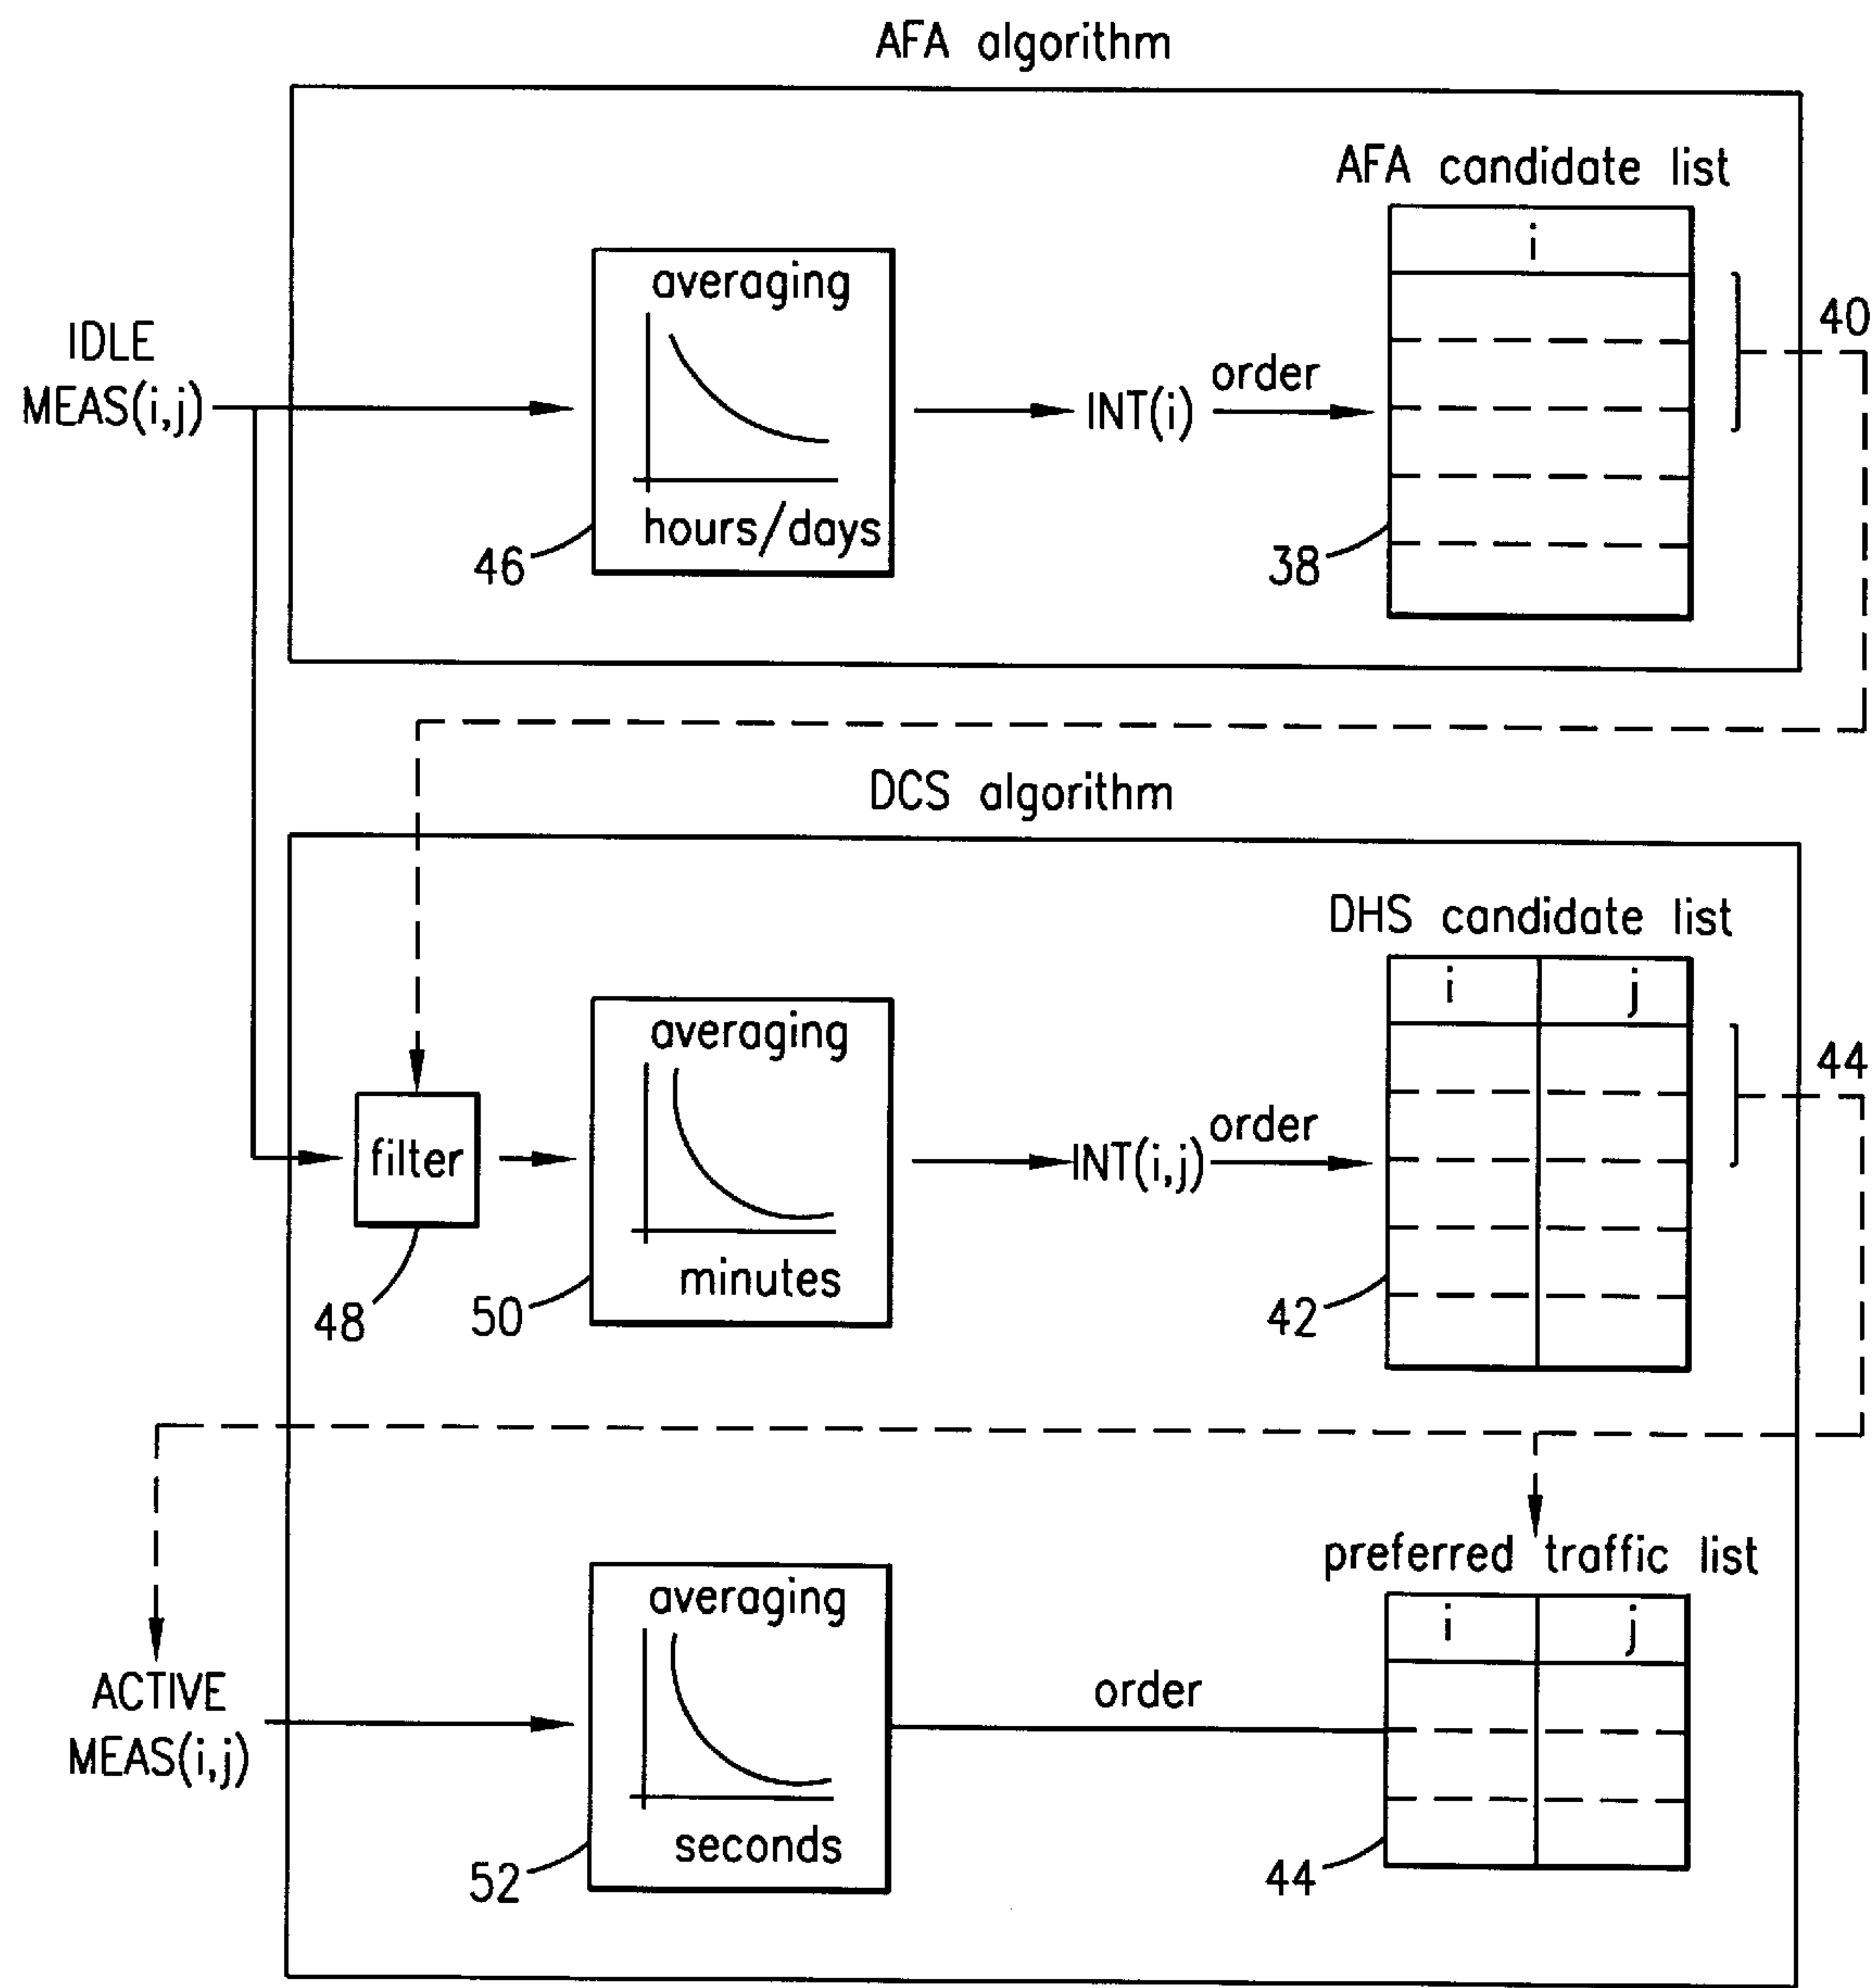 AFA algorithm
AFA candidate list
i
averaging
40
IDLE
MEAS(i,j)
order
INT(i)
hours/days
46
38
DCS algorithm
DHS candidate list
i j
averaging
44
order
filter
INT(i,j)
minutes
48
50
42
preferred traffic list
averaging
i j
ACTIVE
MEAS(i,j)
order
seconds
52
44